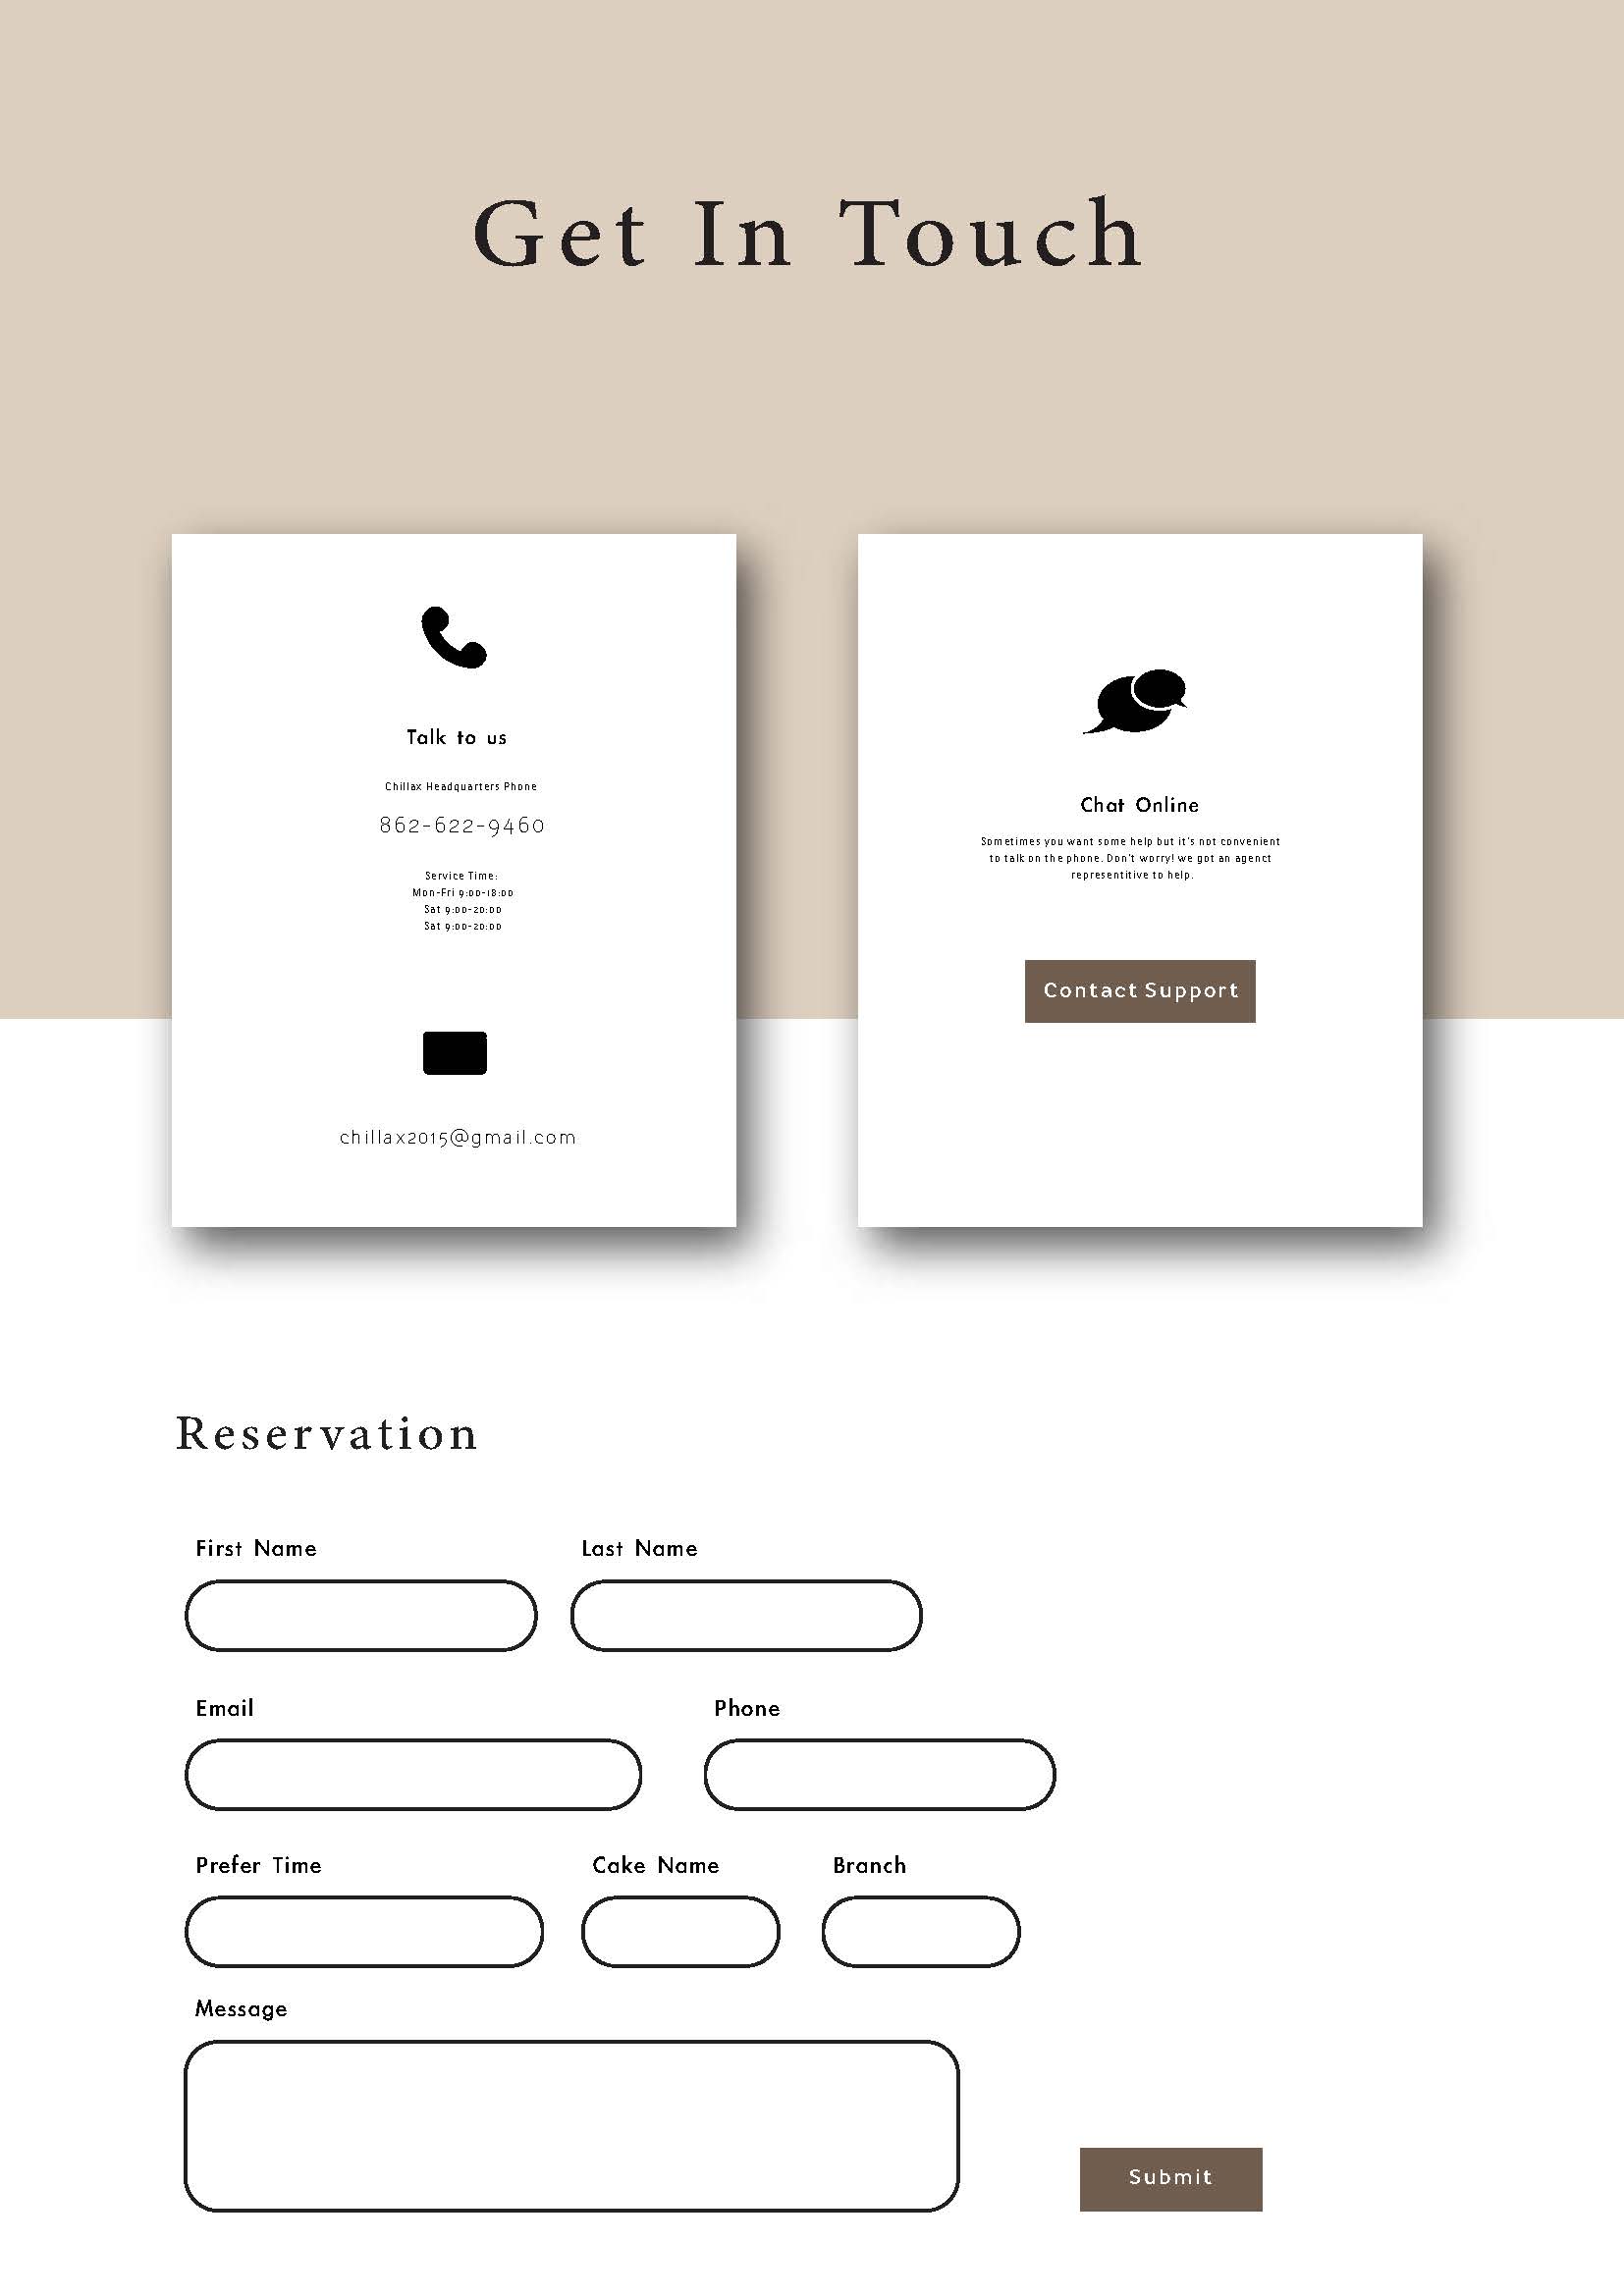 Get In Touch
Talk to us
Chillax Headquarters Phone
862-622-9460
Service Time:
Mon-Fri 9:00-18:00
Sat 9:00-20:00
Sat 9:00-20:00
chillax2015@gmail.com
Chat Online
Sometimes you want some help but it's not convenient
to talk on the phone. Don't worry! we got an agenct
representitive to help.
Contact Support
Reservation
First Name
Last Name
Email
Phone
Prefer Time
Cake Name
Branch
Message
Submit